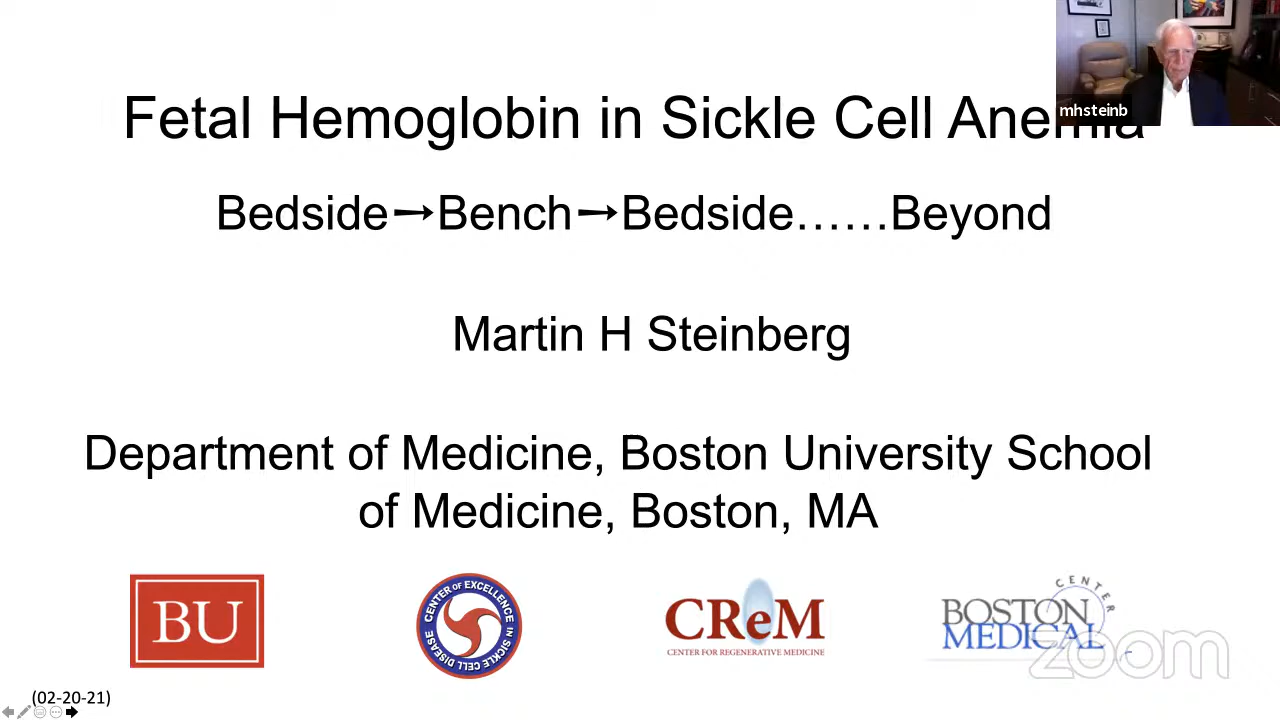 mhsteinb
Fetal Hemoglobin in Sickle Cell Anemia
Bedside→Bench→Bedside……Beyond
Martin H Steinberg
Department of Medicine, Boston University School
of Medicine, Boston, MA
BU
CENTER OF EXCELLENCE IN SICKLE CELL DISEASE
CReM
CENTER FOR REGENERATIVE MEDICINE
CENTER
BOSTON
MEDICAL
zoom
(02-20-21)